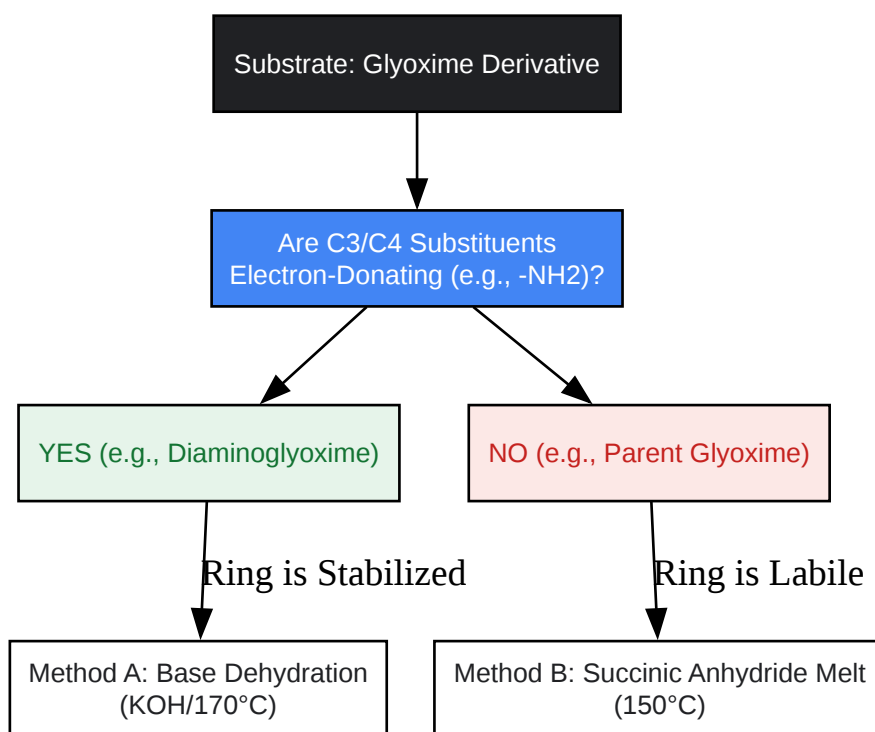 Substrate: Glyoxime Derivative
Are C3/C4 Substituents
Electron-Donating (e.g., -NH2)?
YES (e.g., Diaminoglyoxime)
NO (e.g., Parent Glyoxime)
Ring is Stabilized
Ring is Labile
Method A: Base Dehydration
(KOH/170°C)
Method B: Succinic Anhydride Melt
(150°C)